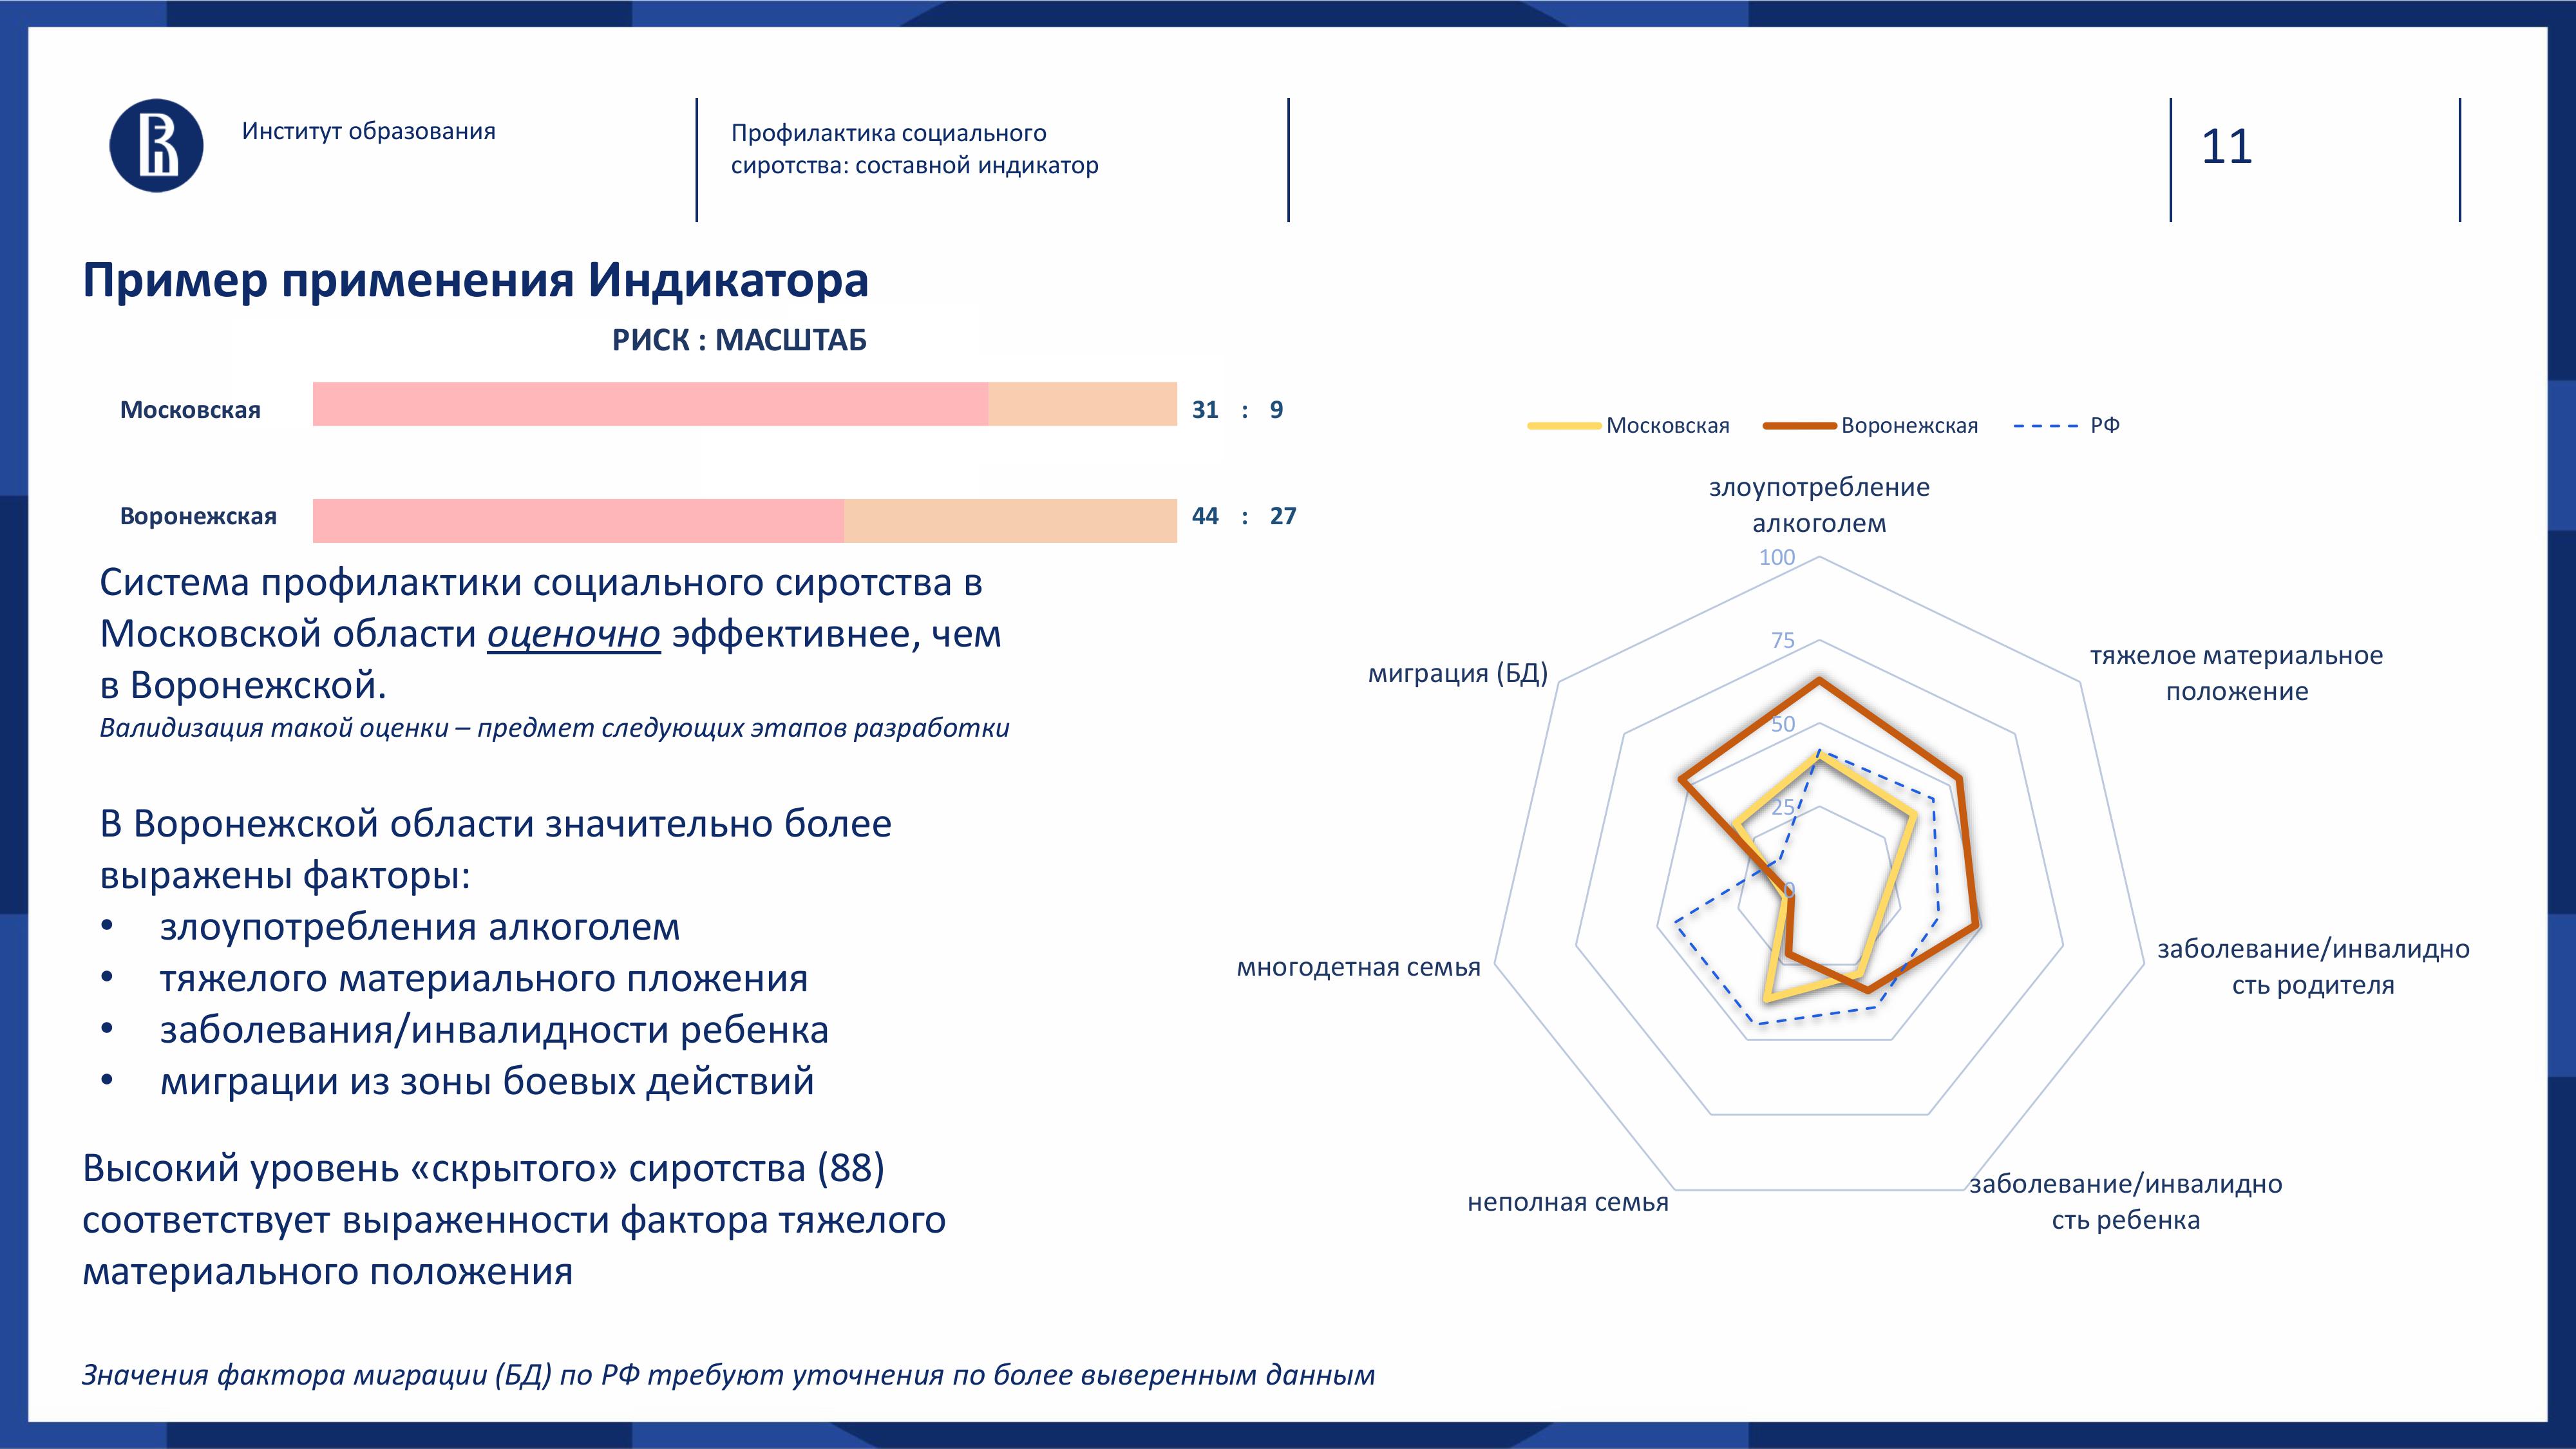 Институт образования
Профилактика социального
сиротства: составной индикатор
11
Пример применения Индикатора
РИСК : МАСШТАБ
Московская
31 : 9
Воронежская
44 : 27
Система профилактики социального сиротства в
Московской области оценочно эффективнее, чем
в Воронежской.
Валидизация такой оценки – предмет следующих этапов разработки
В Воронежской области значительно более
выражены факторы:
• злоупотребления алкоголем
• тяжелого материального пложения
• заболевания/инвалидности ребенка
• миграции из зоны боевых действий
Высокий уровень «скрытого» сиротства (88)
соответствует выраженности фактора тяжелого
материального положения
Значения фактора миграции (БД) по РФ требуют уточнения по более выверенным данным
Московская
Воронежская
РФ
злоупотребление
алкоголем
100
75
50
25
0
тяжелое материальное
положение
заболевание/инвалидно
сть родителя
заболевание/инвалидно
сть ребенка
неполная семья
многодетная семья
миграция (БД)